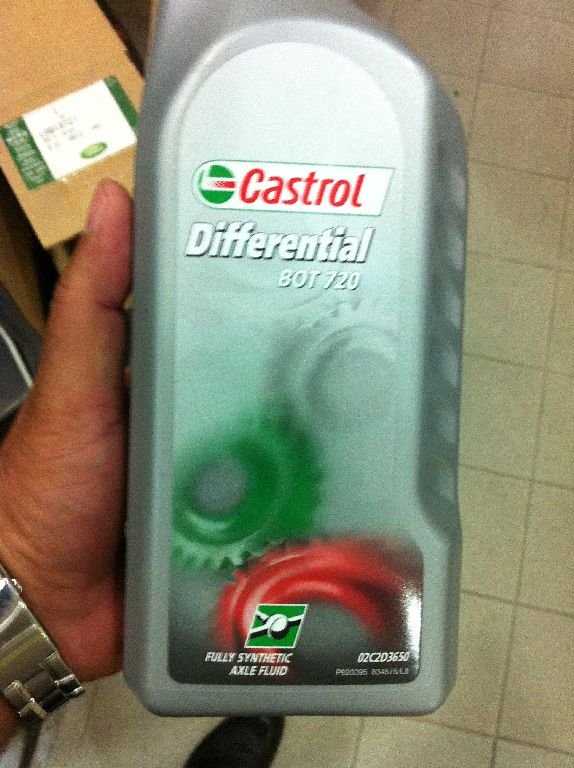 Castrol
Differential
BOT 720
FULLY SYNTHETIC
AXLE FLUID
02C2D3650